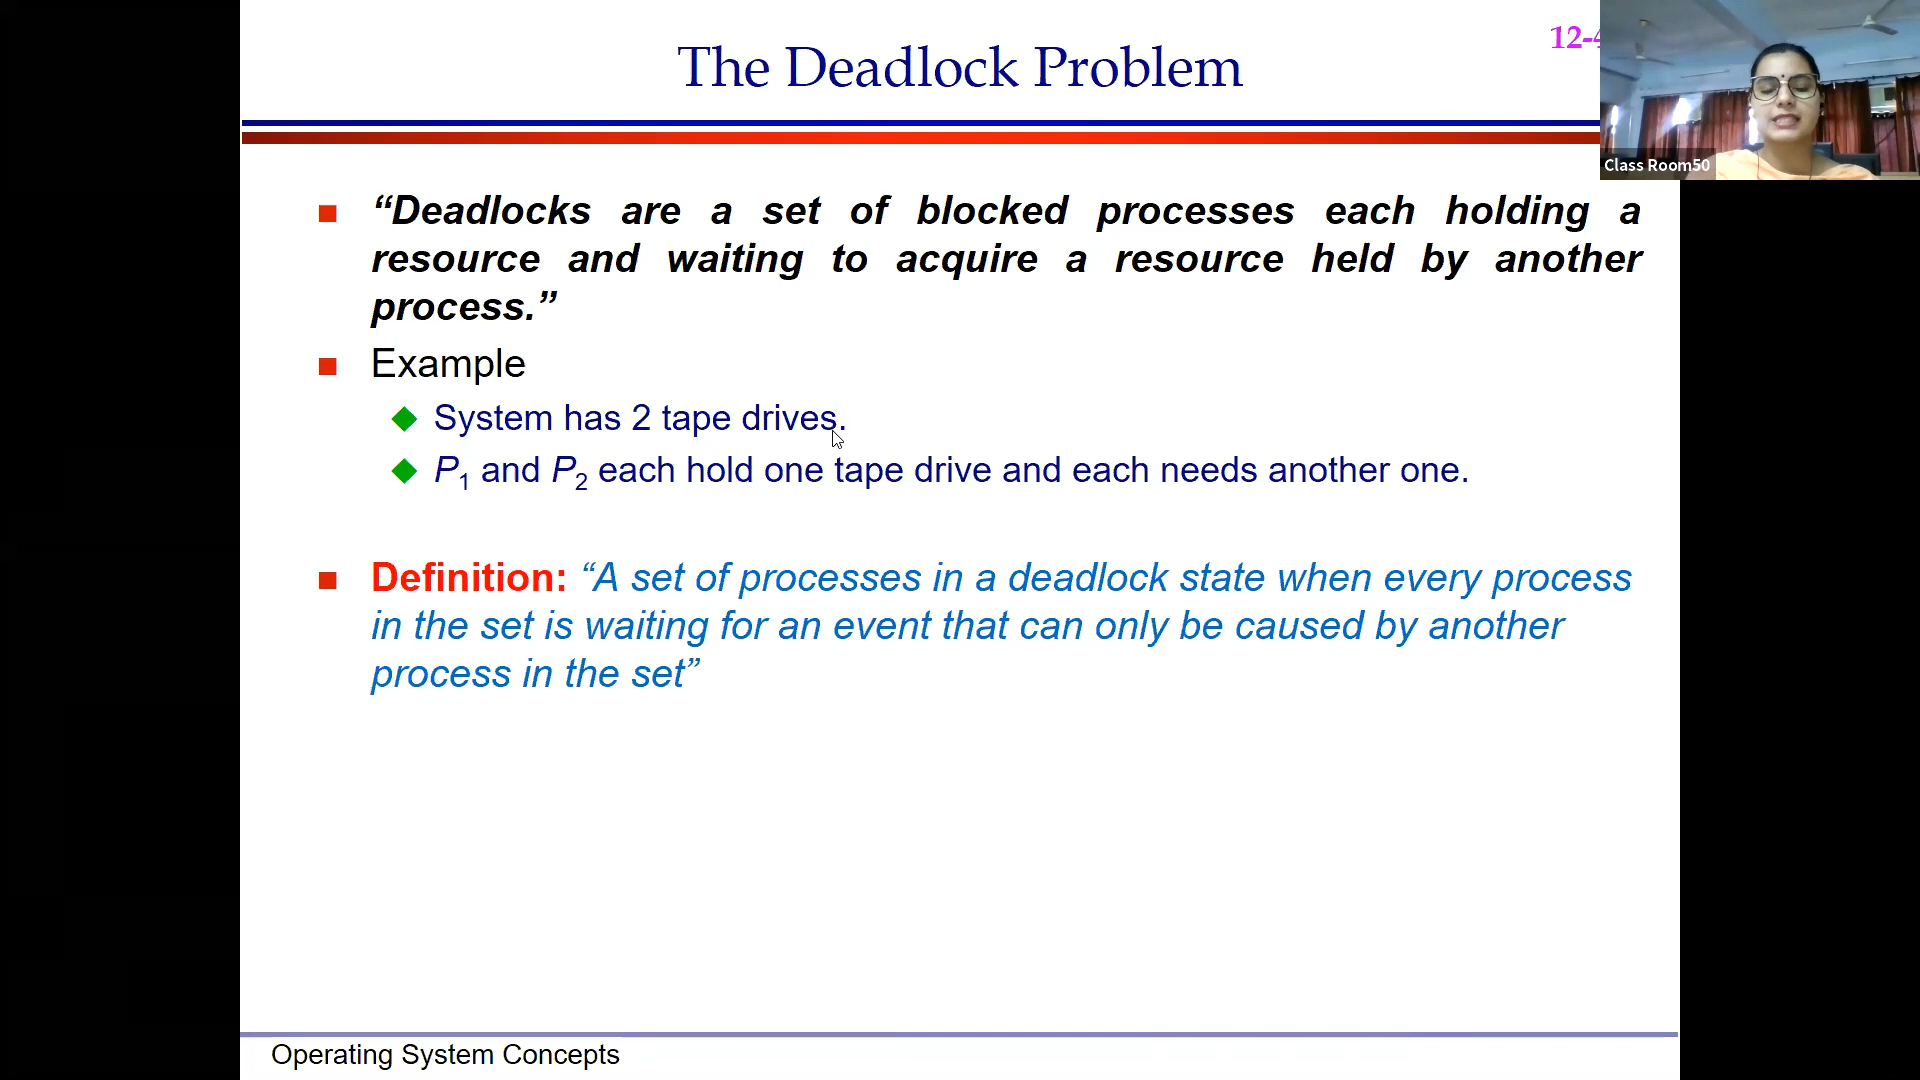 The Deadlock Problem
12-4
Class Room50
“Deadlocks are a set of blocked processes each holding a
resource and waiting to acquire a resource held by another
process.”
Example
System has 2 tape drives.
P1 and P2 each hold one tape drive and each needs another one.
Definition: “A set of processes in a deadlock state when every process
in the set is waiting for an event that can only be caused by another
process in the set”
Operating System Concepts